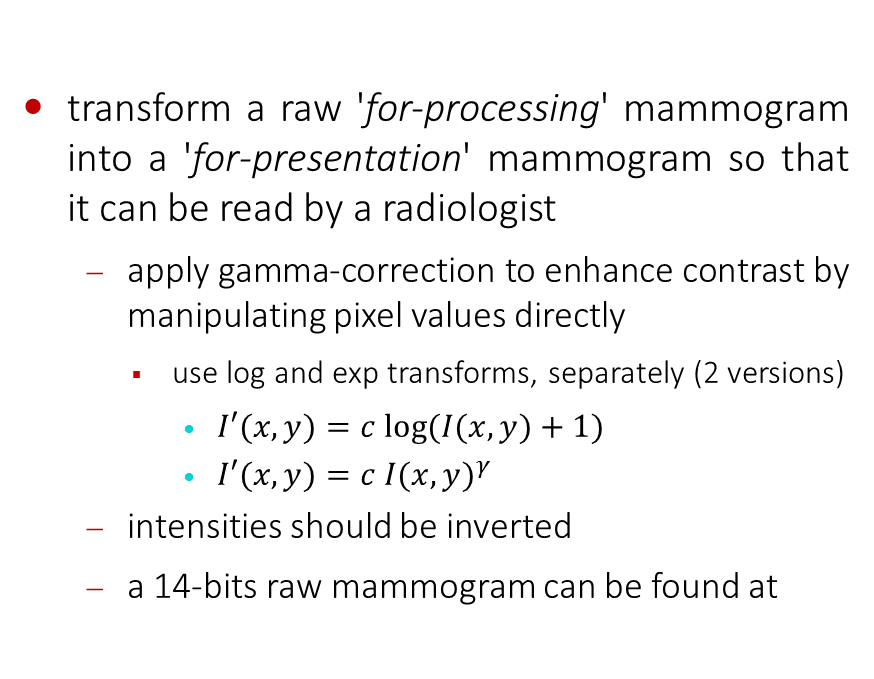 • transform a raw 'for-processing' mammogram
into a 'for-presentation' mammogram so that
it can be read by a radiologist
– apply gamma-correction to enhance contrast by
manipulating pixel values directly
▪ use log and exp transforms, separately (2 versions)
• I′(x, y) = c log(I(x, y) + 1)
• I′(x, y) = c I(x, y)^γ
– intensities should be inverted
– a 14-bits raw mammogram can be found at